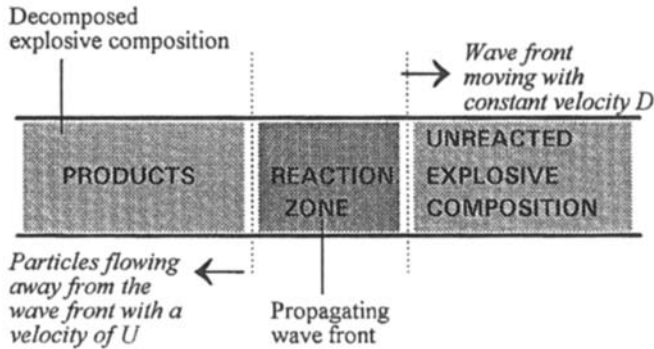 Decomposed
explosive composition
Wave front
moving with
constant velocity D
PRODUCTS
REACTION
ZONE
UNREACTED
EXPLOSIVE
COMPOSITION
Particles flowing
away from the
wave front with a
velocity of U
Propagating
wave front